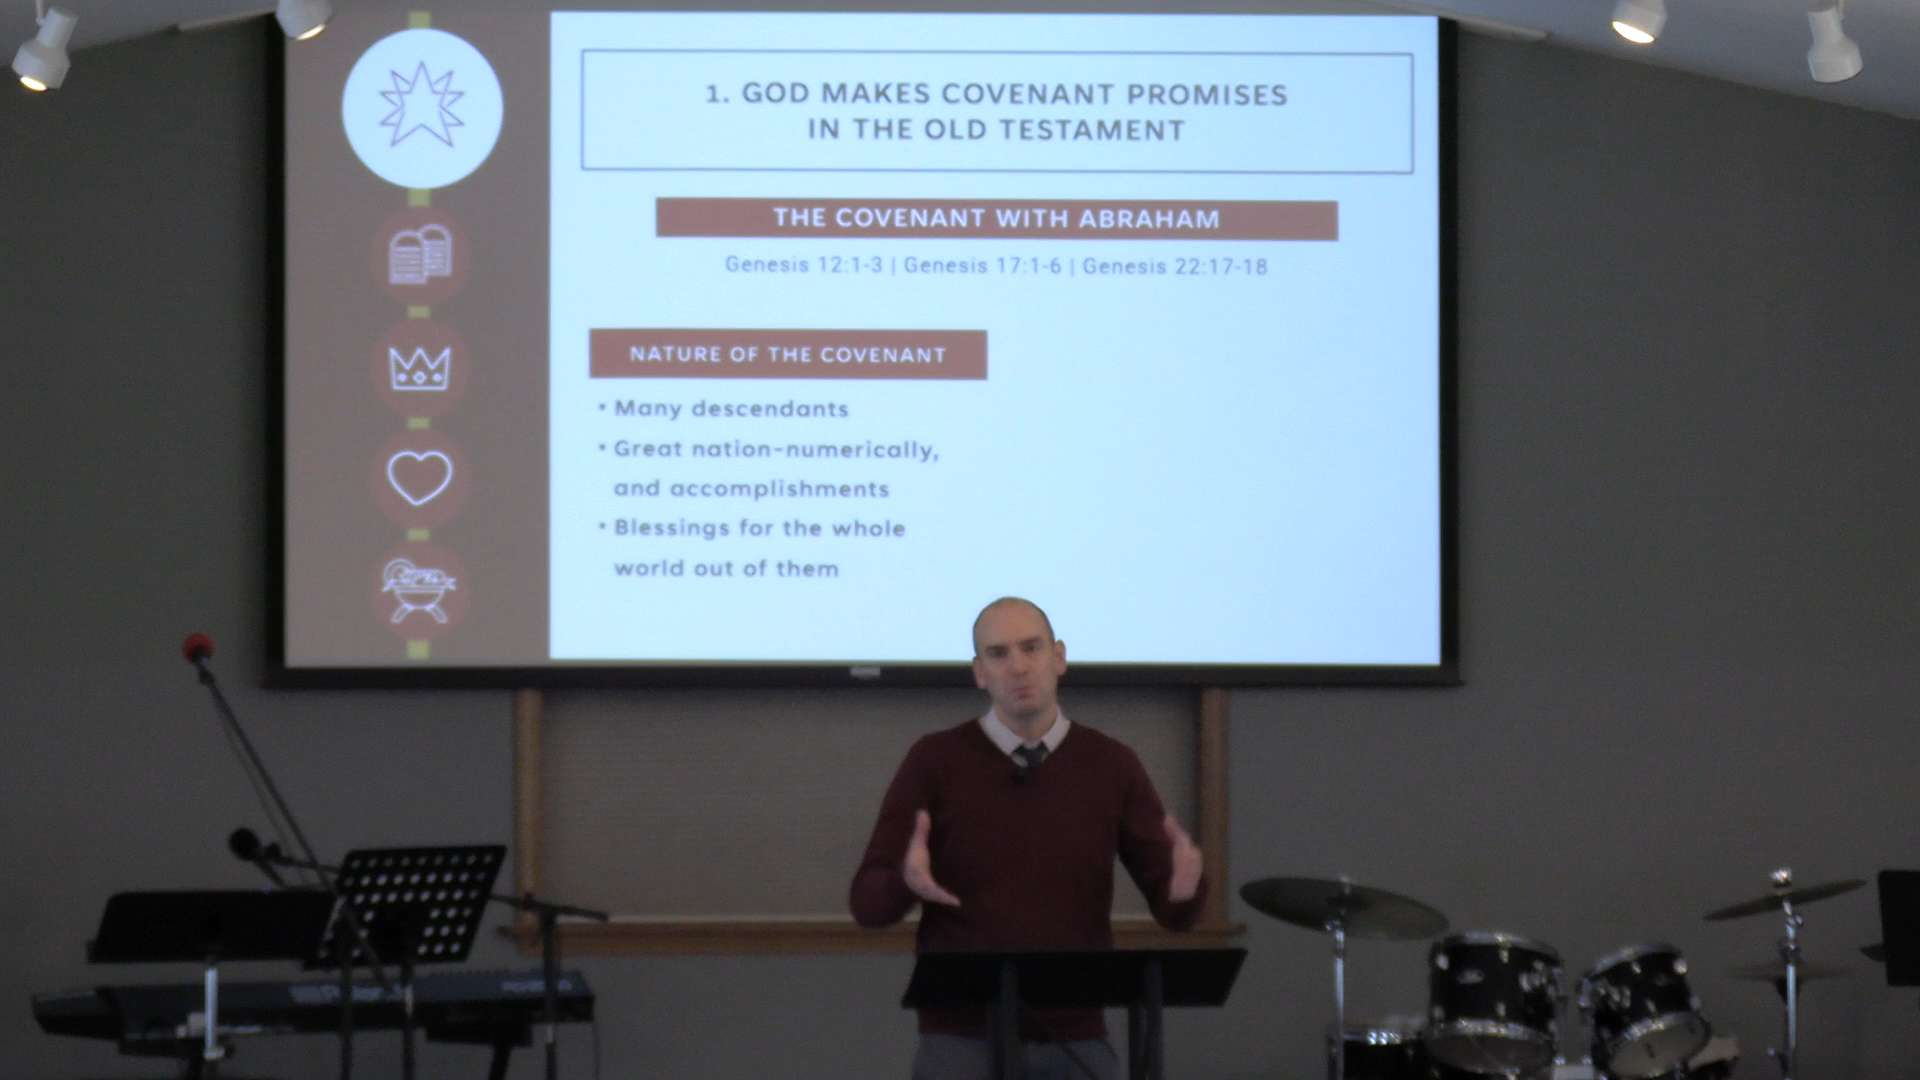 1. GOD MAKES COVENANT PROMISES
IN THE OLD TESTAMENT
THE COVENANT WITH ABRAHAM
Genesis 12:1-3 | Genesis 17:1-6 | Genesis 22:17-18
NATURE OF THE COVENANT
• Many descendants
• Great nation-numerically,
and accomplishments
• Blessings for the whole
world out of them